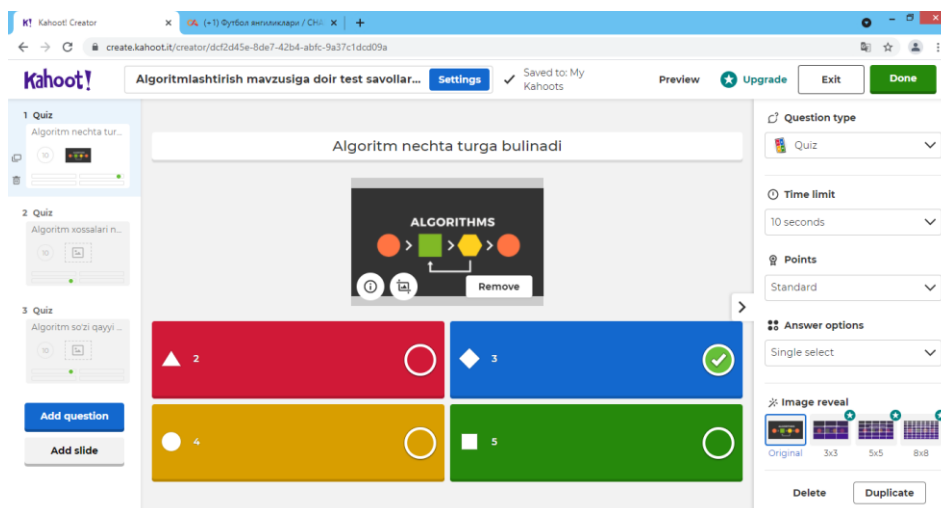 K! Kahoot! Creator
(+1) Футбол янгиликлари / CHA
create.kahoot.it/creator/dcf2d45e-8de7-42b4-abfc-9a37c1dcd09a
Kahoot!
Algoritmlashtirish mavzusiga doir test savollar...
Settings
Saved to: My
Kahoots
Preview
Upgrade
Exit
Done
1 Quiz
Algoritm nechta tur...
10
2 Quiz
Algoritm xossalari n...
10
3 Quiz
Algoritm so'zi qayyi ...
10
Add question
Add slide
Algoritm nechta turga bulinadi
ALGORITHMS
Remove
2
3
4
5
Question type
Quiz
Time limit
10 seconds
Points
Standard
Answer options
Single select
Image reveal
Original
3x3
5x5
8x8
Delete
Duplicate